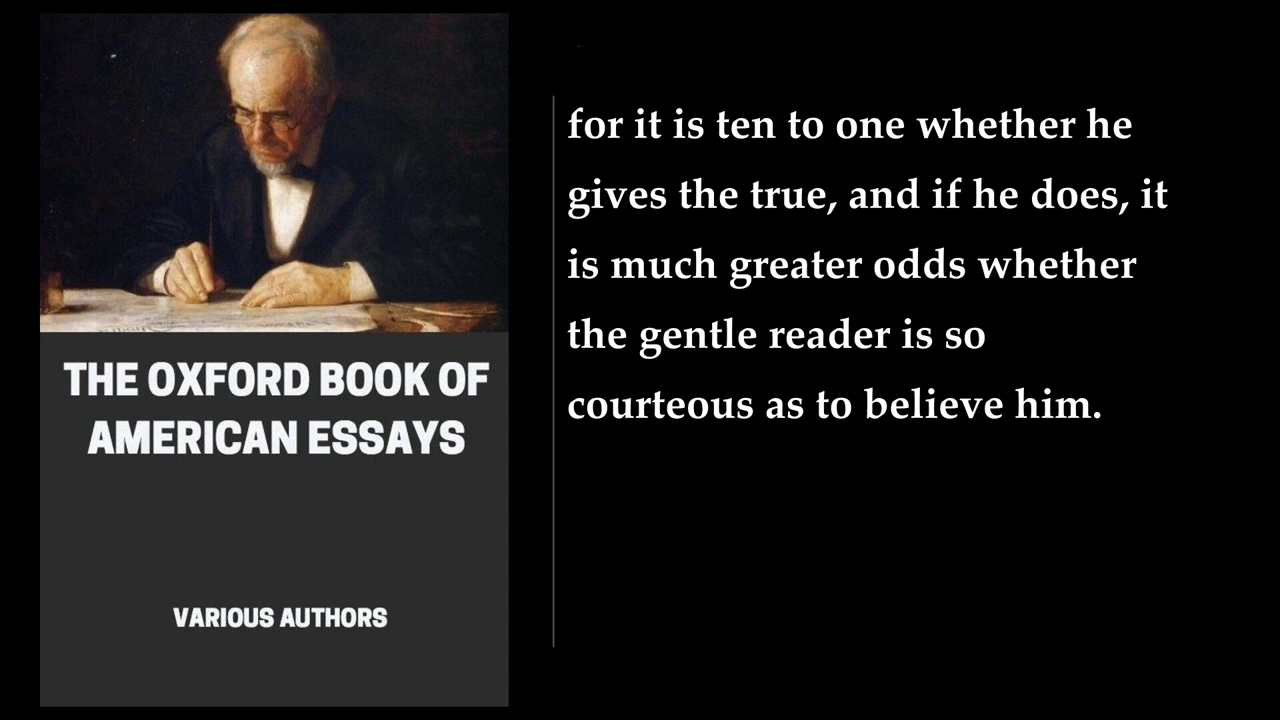 THE OXFORD BOOK OF
AMERICAN ESSAYS
VARIOUS AUTHORS
for it is ten to one whether he
gives the true, and if he does, it
is much greater odds whether
the gentle reader is so
courteous as to believe him.